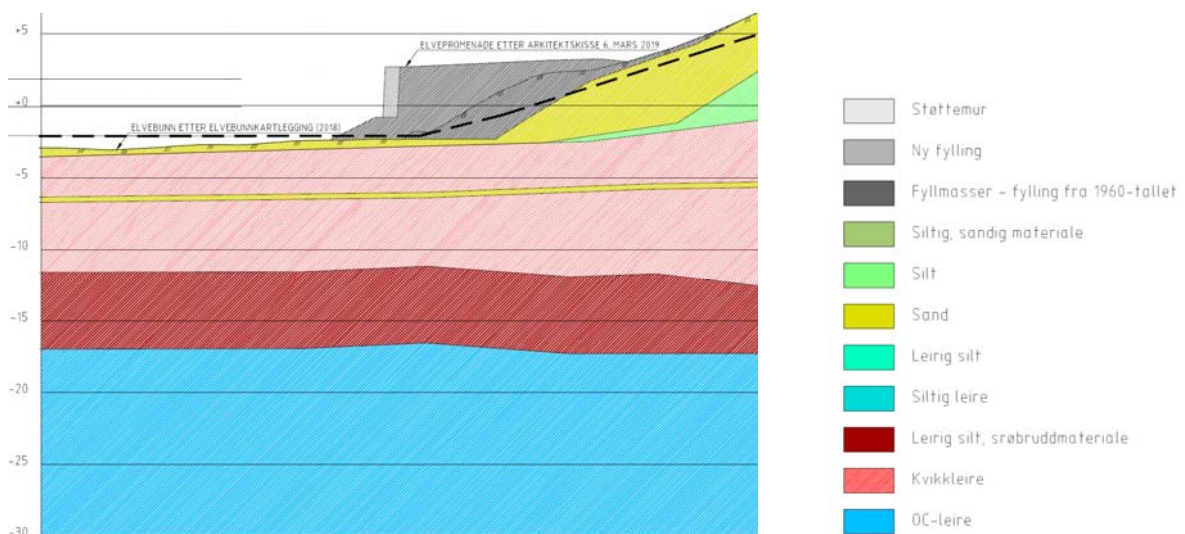 +5
ELVEPROMENADE ETTER ARKITEKTSKISSE 6. MARS 2019
+0
ELVEBUNN ETTER ELVEBUNNKARTLEGGING (2018)
-5
-10
-15
-20
-25
-30
Støttemur
Ny fylling
Fyllmasser - fylling fra 1960-tallet
Siltig, sandig materiale
Silt
Sand
Leirig silt
Siltig leire
Leirig silt, srøbruddmateriale
Kvikkleire
OC-leire